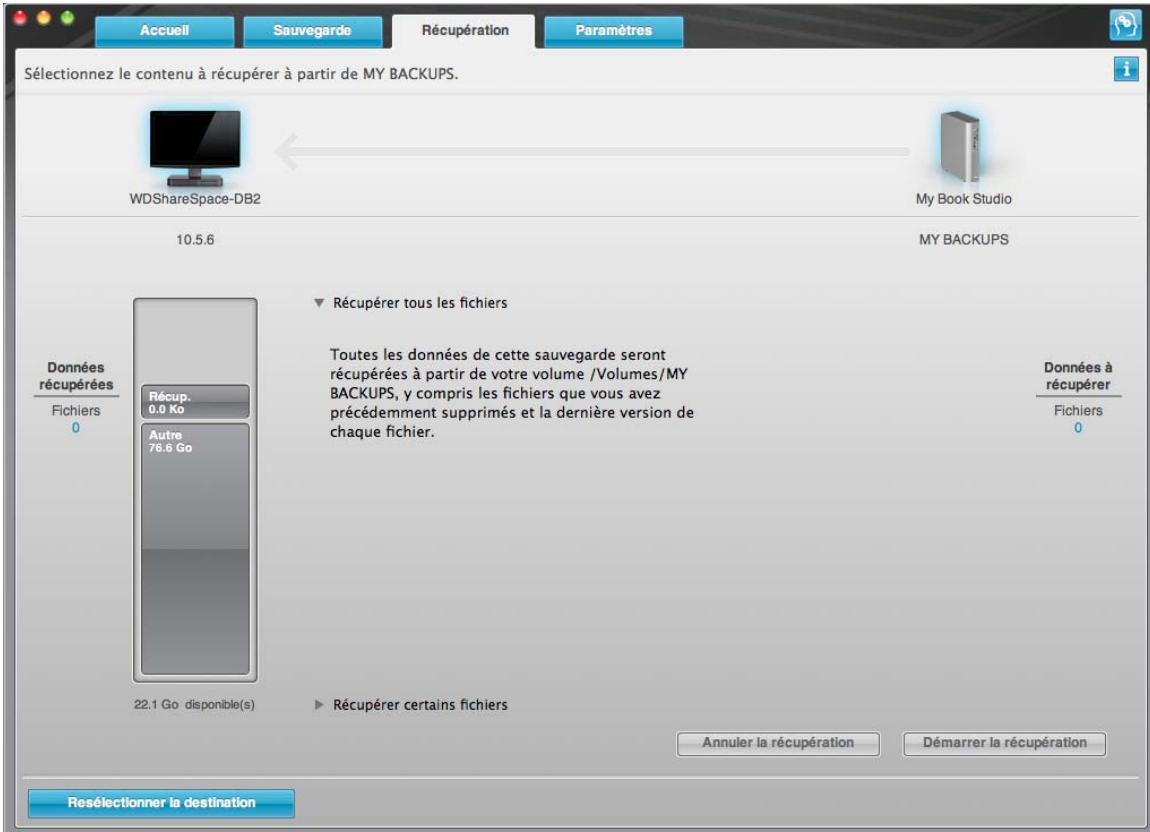 Accueil
Sauvegarde
Récupération
Paramètres
Sélectionnez le contenu à récupérer à partir de MY BACKUPS.
i
WDShareSpace-DB2
My Book Studio
10.5.6
MY BACKUPS
Récupérer tous les fichiers
Toutes les données de cette sauvegarde seront
récupérées à partir de votre volume /Volumes/MY
BACKUPS, y compris les fichiers que vous avez
précédemment supprimés et la dernière version de
chaque fichier.
Données
récupérées
Fichiers
0
Récup.
0.0 Ko
Autre
76.6 Go
Données à
récupérer
Fichiers
0
22.1 Go disponible(s)
Récupérer certains fichiers
Annuler la récupération
Démarrer la récupération
Resélectionner la destination